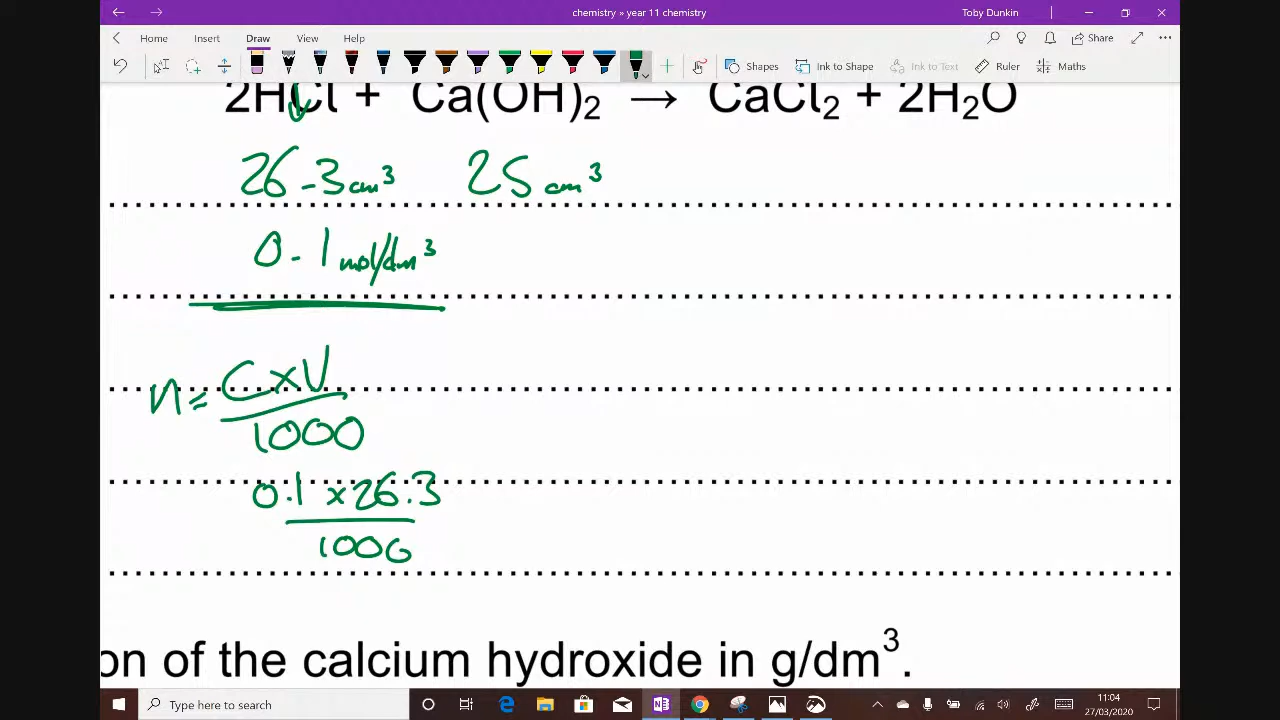 chemistry » year 11 chemistry
Toby Dunkin
Home Insert Draw View Help
Share
Shapes Ink to Shape Ink to Text Ruler Maths
2HCl + Ca(OH)₂ → CaCl₂ + 2H₂O
26.3cm³ 25cm³
0.1mol/dm³
n = C×V
1000
0.1 ×26.3
1000
on of the calcium hydroxide in g/dm³.
Type here to search
11:04
27/03/2020